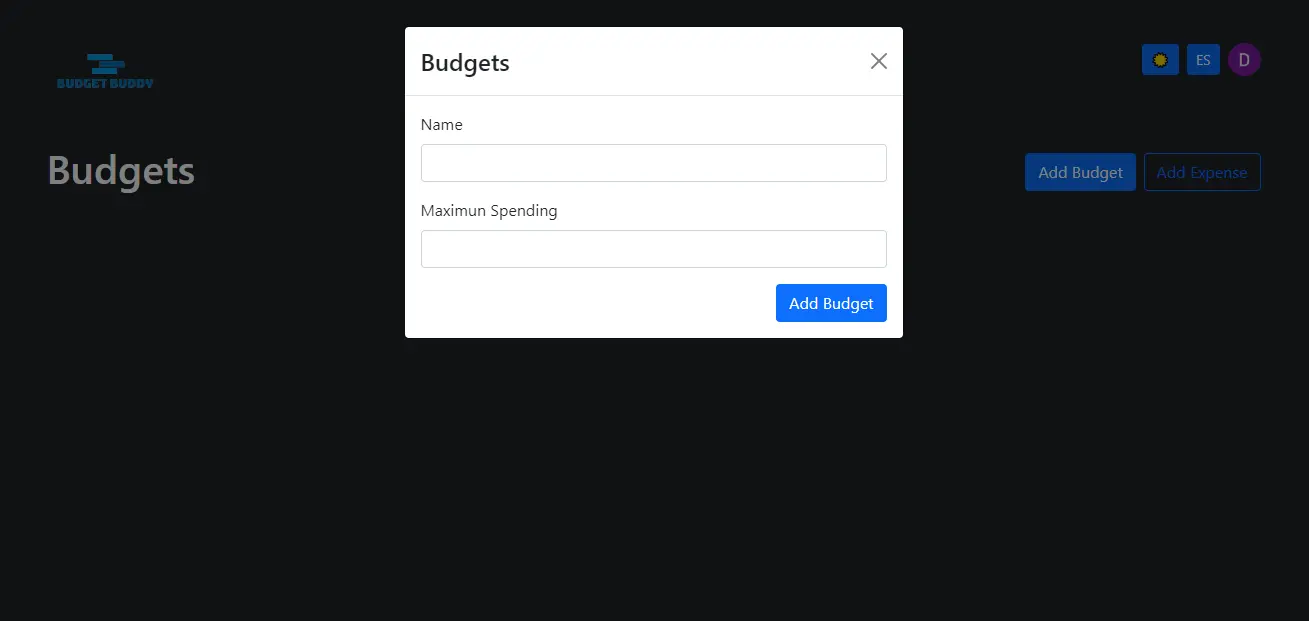 BUDGET BUDDY
ES
D
Budgets
Add Budget
Add Expense
Budgets
Name
Maximun Spending
Add Budget